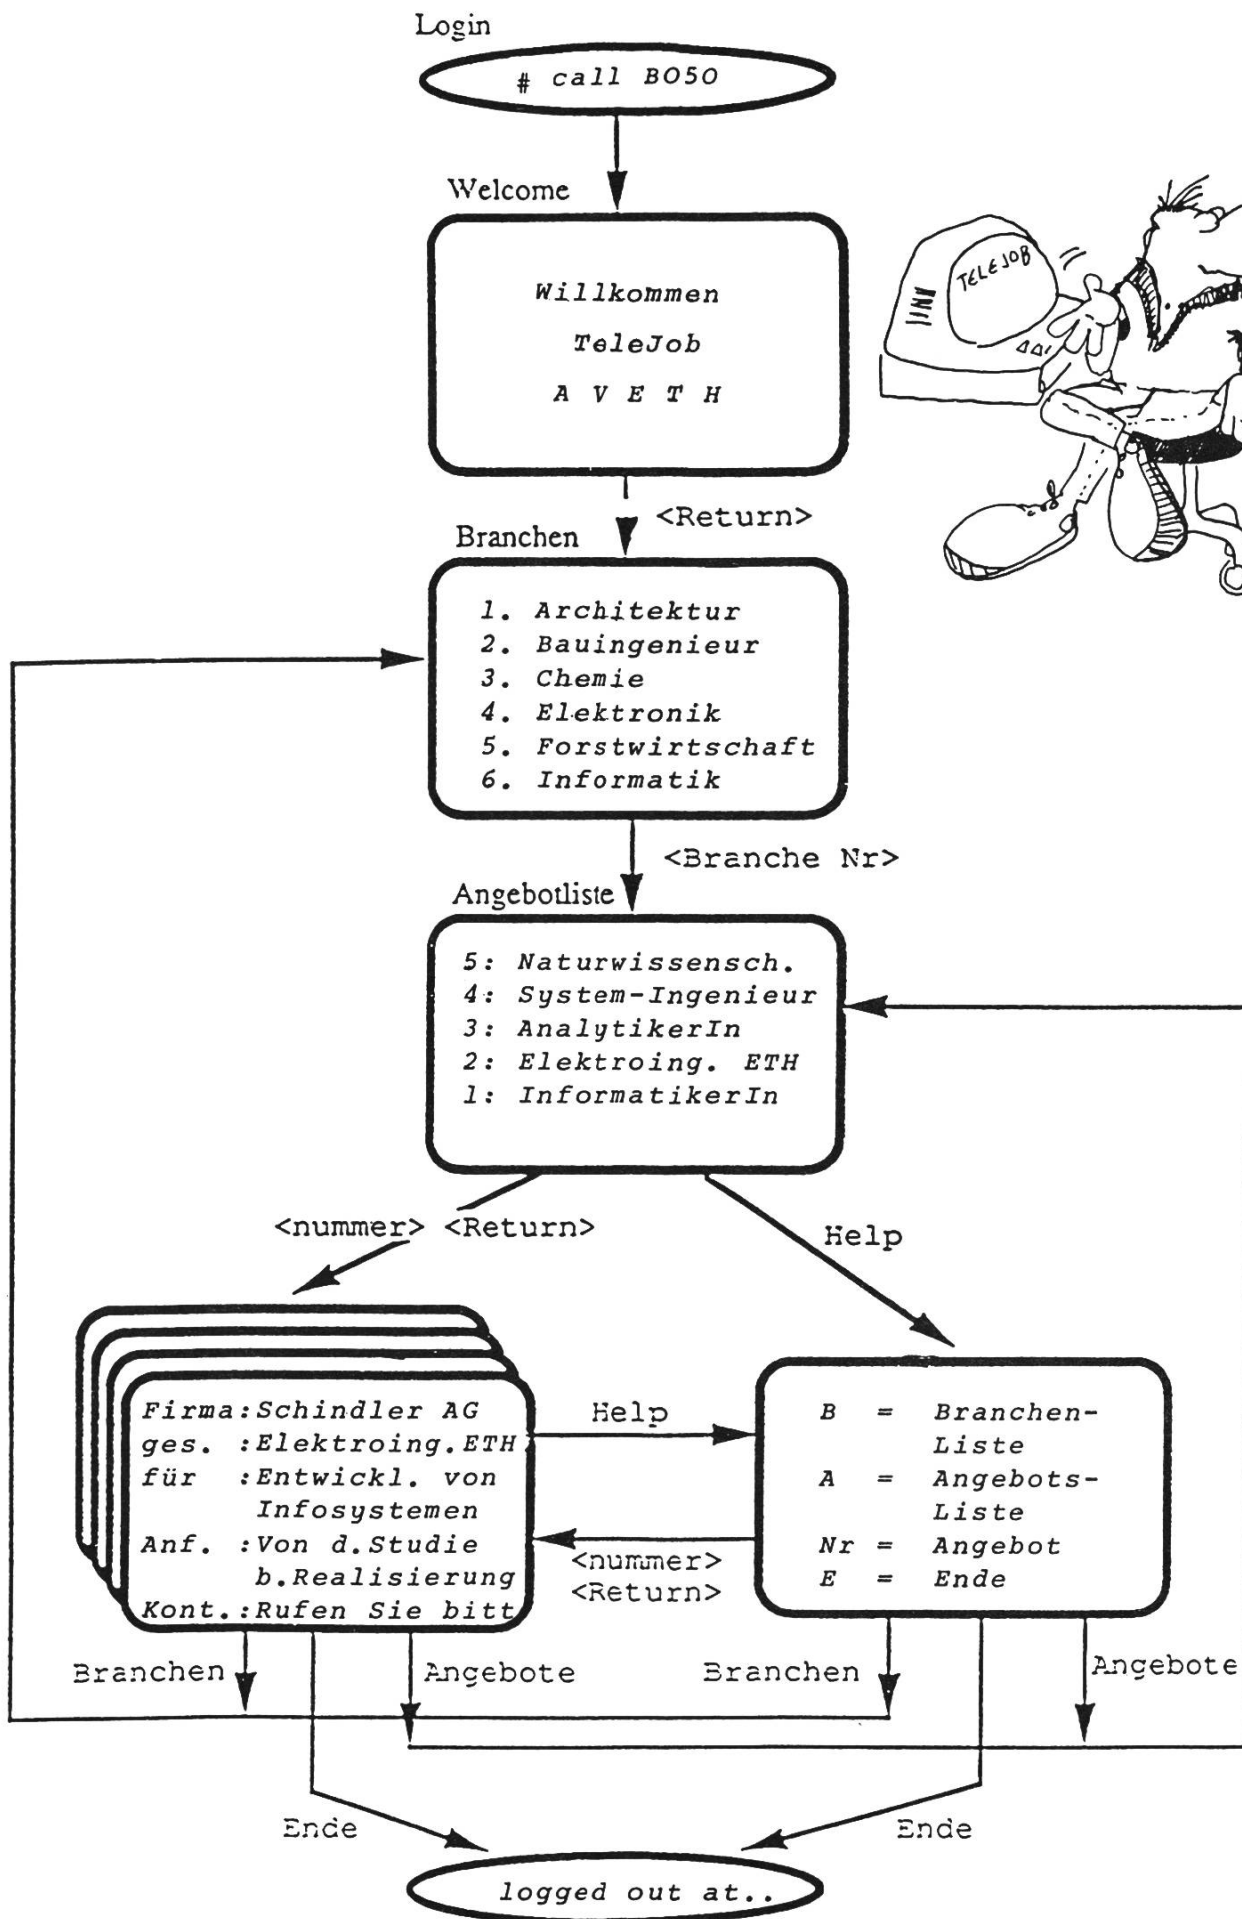 Login
# call BO50
Welcome
Willkommen
TeleJob
A V E T H
TELEJOB
<Return>
Branchen
1. Architektur
2. Bauingenieur
3. Chemie
4. Elektronik
5. Forstwirtschaft
6. Informatik
<Branche Nr>
Angebotliste
5: Naturwissensch.
4: System-Ingenieur
3: AnalytikerIn
2: Elektroing. ETH
1: InformatikerIn
<nummer> <Return>
Help
Firma:Schindler AG
ges. :Elektroing.ETH
für :Entwickl. von
Infosystemen
Anf. :Von d.Studie
b.Realisierung
Kont.:Rufen Sie bitt
Help
<nummer>
<Return>
B = Branchen-
Liste
A = Angebots-
Liste
Nr = Angebot
E = Ende
Branchen
Angebote
Branchen
Angebote
Ende
Ende
logged out at..